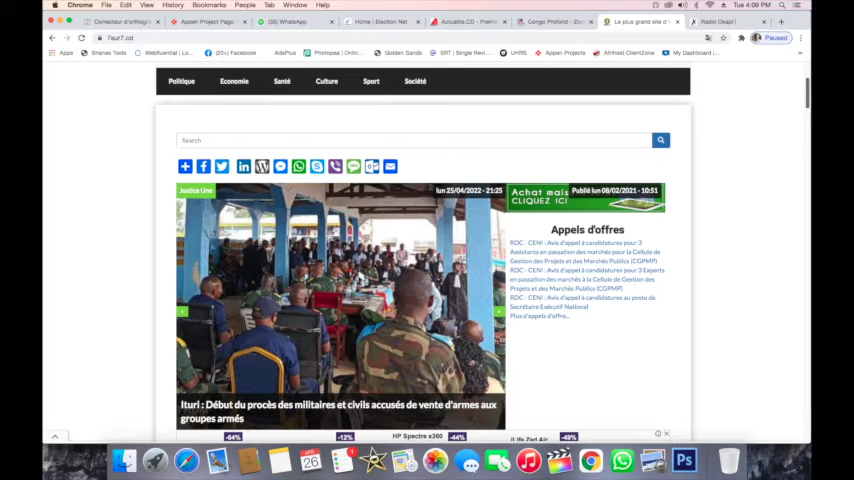 Chrome File Edit View History Bookmarks People Tab Window Help Tue 4:09 PM
Appen Project Page: (55) WhatsApp Home | Election Net Actualite.CD - Premiè Congo Profond - Zoo Le plus grand site d' Radio Okapi |
7sur7.cd Paused
Apps Shanes Tools Webfluential | Lo... (20+) Facebook AdsPlus Photopea | Onlin... Golden Sands SRT | Single Revi... UHRS Appen Projects Afrihost ClientZone My Dashboard |...
Politique Economie Santé Culture Sport Société
Search
Justice Une lun 25/04/2022 - 21:25
Achat mais Publié lun 08/02/2021 - 10:51
CLIQUEZ ICI
Appels d'offres
RDC - CENI : Avis d'appel à candidatures pour 3
Assistants en passation des marchés pour la Cellule de
Gestion des Projets et des Marchés Publics (CGPMP)
RDC - CENI : Avis d'appel à candidatures pour 3 Experts
en passation des marchés à la Cellule de Gestion des
Projets et des Marchés Publics (CGPMP)
RDC - CENI : Avis d'appel à candidatures au poste de
Secrétaire Exécutif National
Plus d'appels d'offre...
Ituri : Début du procès des militaires et civils accusés de vente d'armes aux
groupes armés
-64% -12% HP Spectre x360 -44% -49%
APR
26
1
Ps